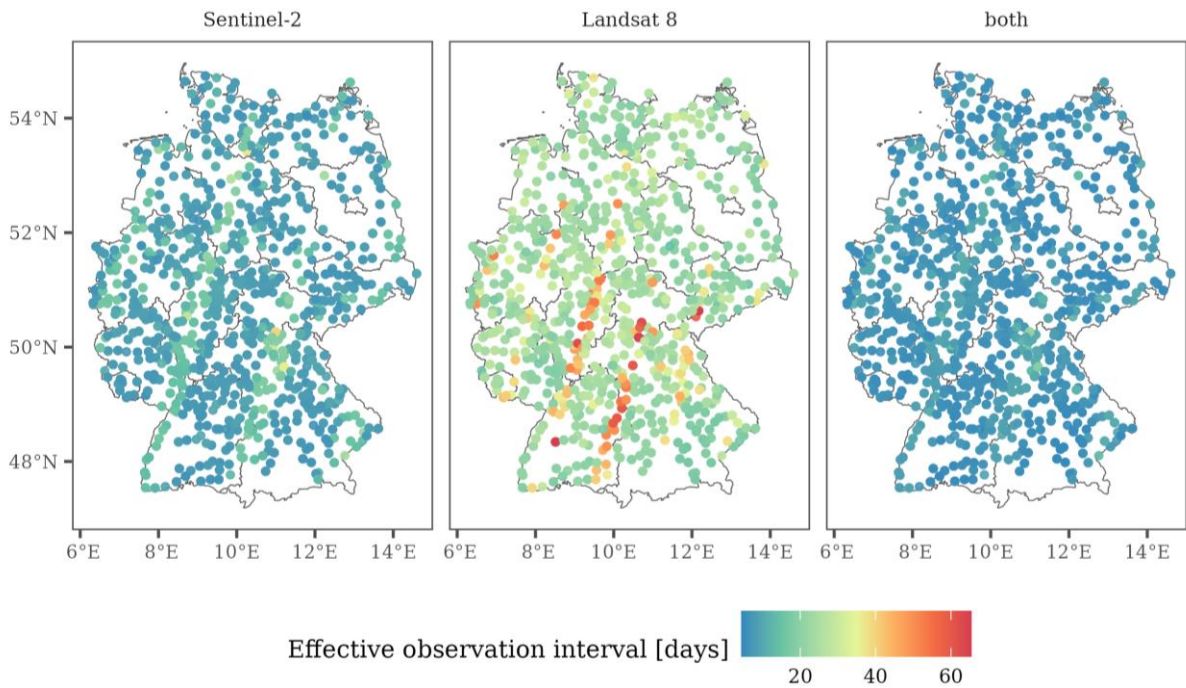 Sentinel-2 Landsat 8 both
54°N
52°N
50°N
48°N
6°E 8°E 10°E 12°E 14°E 6°E 8°E 10°E 12°E 14°E 6°E 8°E 10°E 12°E 14°E
Effective observation interval [days]
20 40 60